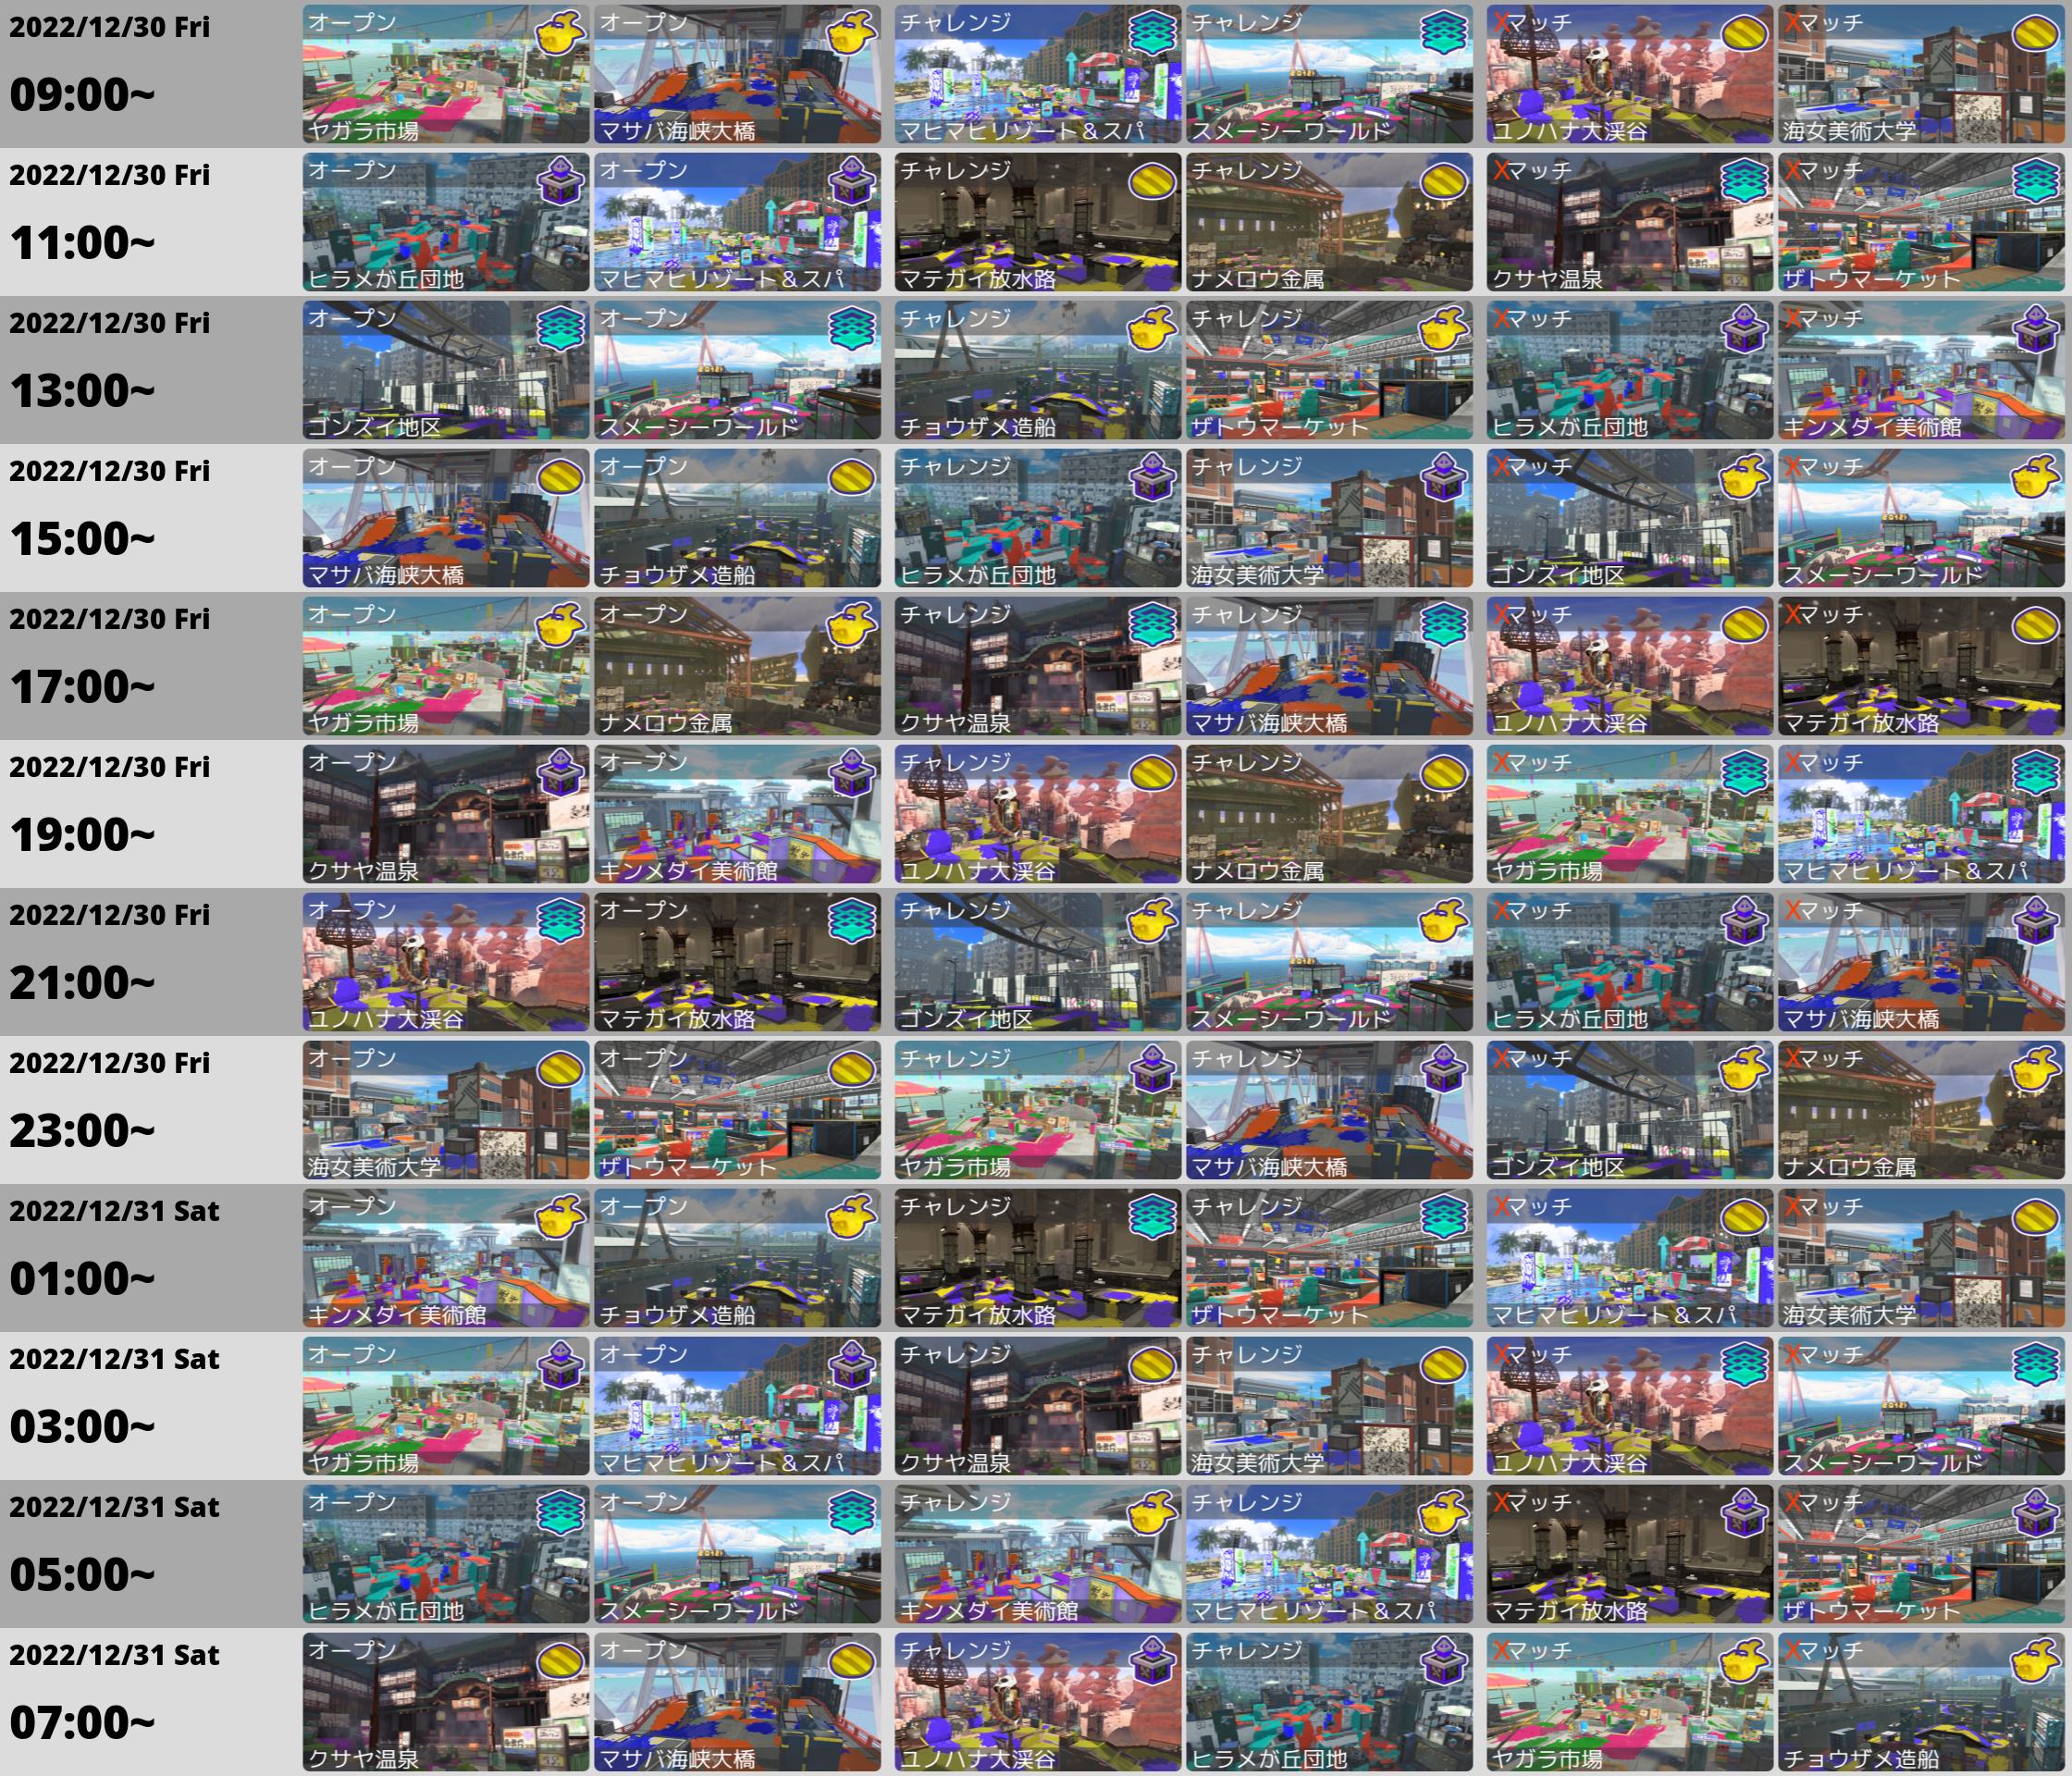 2022/12/30 Fri
09:00~
オープン オープン チャレンジ チャレンジ Xマッチ Xマッチ
ヤガラ市場 マサバ海峡大橋 マヒマヒリゾート&スパ スメーシーワールド ユノハナ大渓谷 海女美術大学
2022/12/30 Fri
11:00~
オープン オープン チャレンジ チャレンジ Xマッチ Xマッチ
ヒラメが丘団地 マヒマヒリゾート&スパ マテガイ放水路 ナメロウ金属 クサヤ温泉 ザトウマーケット
2022/12/30 Fri
13:00~
オープン オープン チャレンジ チャレンジ Xマッチ Xマッチ
ゴンズイ地区 スメーシーワールド チョウザメ造船 ザトウマーケット ヒラメが丘団地 キンメダイ美術館
2022/12/30 Fri
15:00~
オープン オープン チャレンジ チャレンジ Xマッチ Xマッチ
マサバ海峡大橋 チョウザメ造船 ヒラメが丘団地 海女美術大学 ゴンズイ地区 スメーシーワールド
2022/12/30 Fri
17:00~
オープン オープン チャレンジ チャレンジ Xマッチ Xマッチ
ヤガラ市場 ナメロウ金属 クサヤ温泉 マサバ海峡大橋 ユノハナ大渓谷 マテガイ放水路
2022/12/30 Fri
19:00~
オープン オープン チャレンジ チャレンジ Xマッチ Xマッチ
クサヤ温泉 キンメダイ美術館 ユノハナ大渓谷 ナメロウ金属 ヤガラ市場 マヒマヒリゾート&スパ
2022/12/30 Fri
21:00~
オープン オープン チャレンジ チャレンジ Xマッチ Xマッチ
ユノハナ大渓谷 マテガイ放水路 ゴンズイ地区 スメーシーワールド ヒラメが丘団地 マサバ海峡大橋
2022/12/30 Fri
23:00~
オープン オープン チャレンジ チャレンジ Xマッチ Xマッチ
海女美術大学 ザトウマーケット ヤガラ市場 マサバ海峡大橋 ゴンズイ地区 ナメロウ金属
2022/12/31 Sat
01:00~
オープン オープン チャレンジ チャレンジ Xマッチ Xマッチ
キンメダイ美術館 チョウザメ造船 マテガイ放水路 ザトウマーケット マヒマヒリゾート&スパ 海女美術大学
2022/12/31 Sat
03:00~
オープン オープン チャレンジ チャレンジ Xマッチ Xマッチ
ヤガラ市場 マヒマヒリゾート&スパ クサヤ温泉 海女美術大学 ユノハナ大渓谷 スメーシーワールド
2022/12/31 Sat
05:00~
オープン オープン チャレンジ チャレンジ Xマッチ Xマッチ
ヒラメが丘団地 スメーシーワールド キンメダイ美術館 マヒマヒリゾート&スパ マテガイ放水路 ザトウマーケット
2022/12/31 Sat
07:00~
オープン オープン チャレンジ チャレンジ Xマッチ Xマッチ
クサヤ温泉 マサバ海峡大橋 ユノハナ大渓谷 ヒラメが丘団地 ヤガラ市場 チョウザメ造船